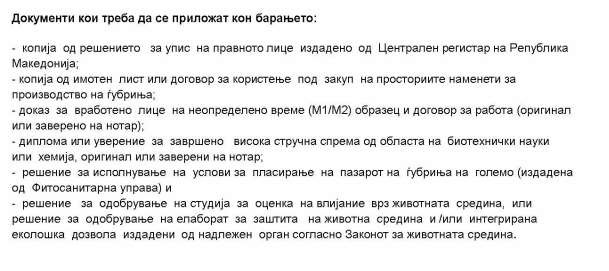 Документи кои треба да се приложат кон барањето:
- копија од решението за упис на правното лице издадено од Централен регистар на Република
Македонија;
- копија од имотен лист или договор за користење под закуп на просториите наменети за
производство на ѓубриња;
- доказ за вработено лице на неопределено време (М1/М2) образец и договор за работа (оригинал
или заверено на нотар);
- диплома или уверение за завршено висока стручна спрема од областа на биотехнички науки
или хемија, оригинал или заверени на нотар;
- решение за исполнување на услови за пласирање на пазарот на ѓубриња на големо (издадена
од Фитосанитарна управа) и
- решение за одобрување на студија за оценка на влијание врз животната средина, или
решение за одобрување на елаборат за заштита на животна средина и /или интегрирана
еколошка дозвола издадени од надлежен орган согласно Законот за животната средина.